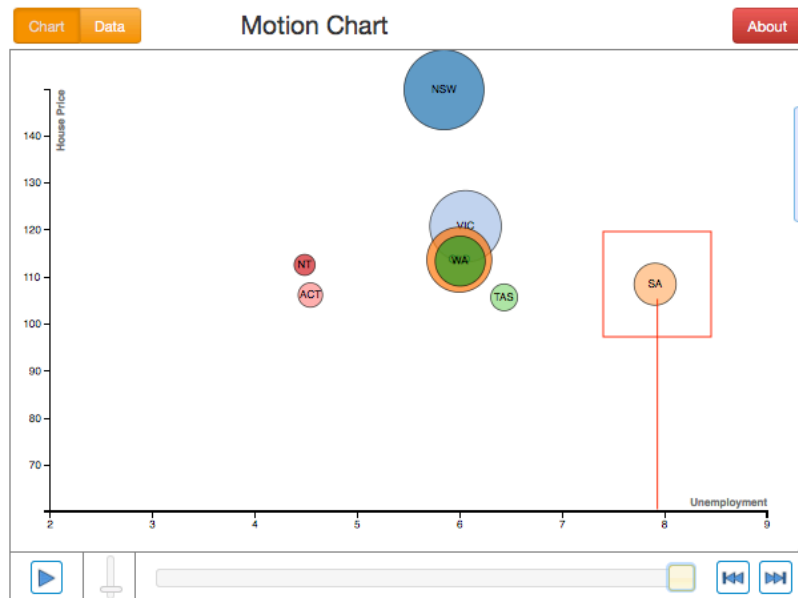 Chart Data Motion Chart About
House Price
NSW
140
130
VIC
120
WA
NT
110
SA
ACT
TAS
100
90
80
70
Unemployment
2 3 4 5 6 7 8 9